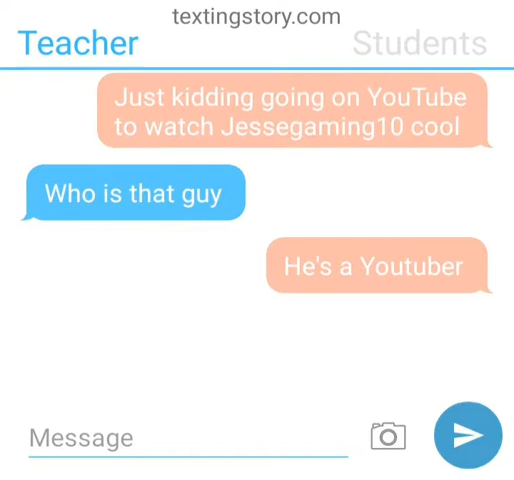 textingstory.com
Teacher
Students
Just kidding going on YouTube
to watch Jessegaming10 cool
Who is that guy
He's a Youtuber
Message